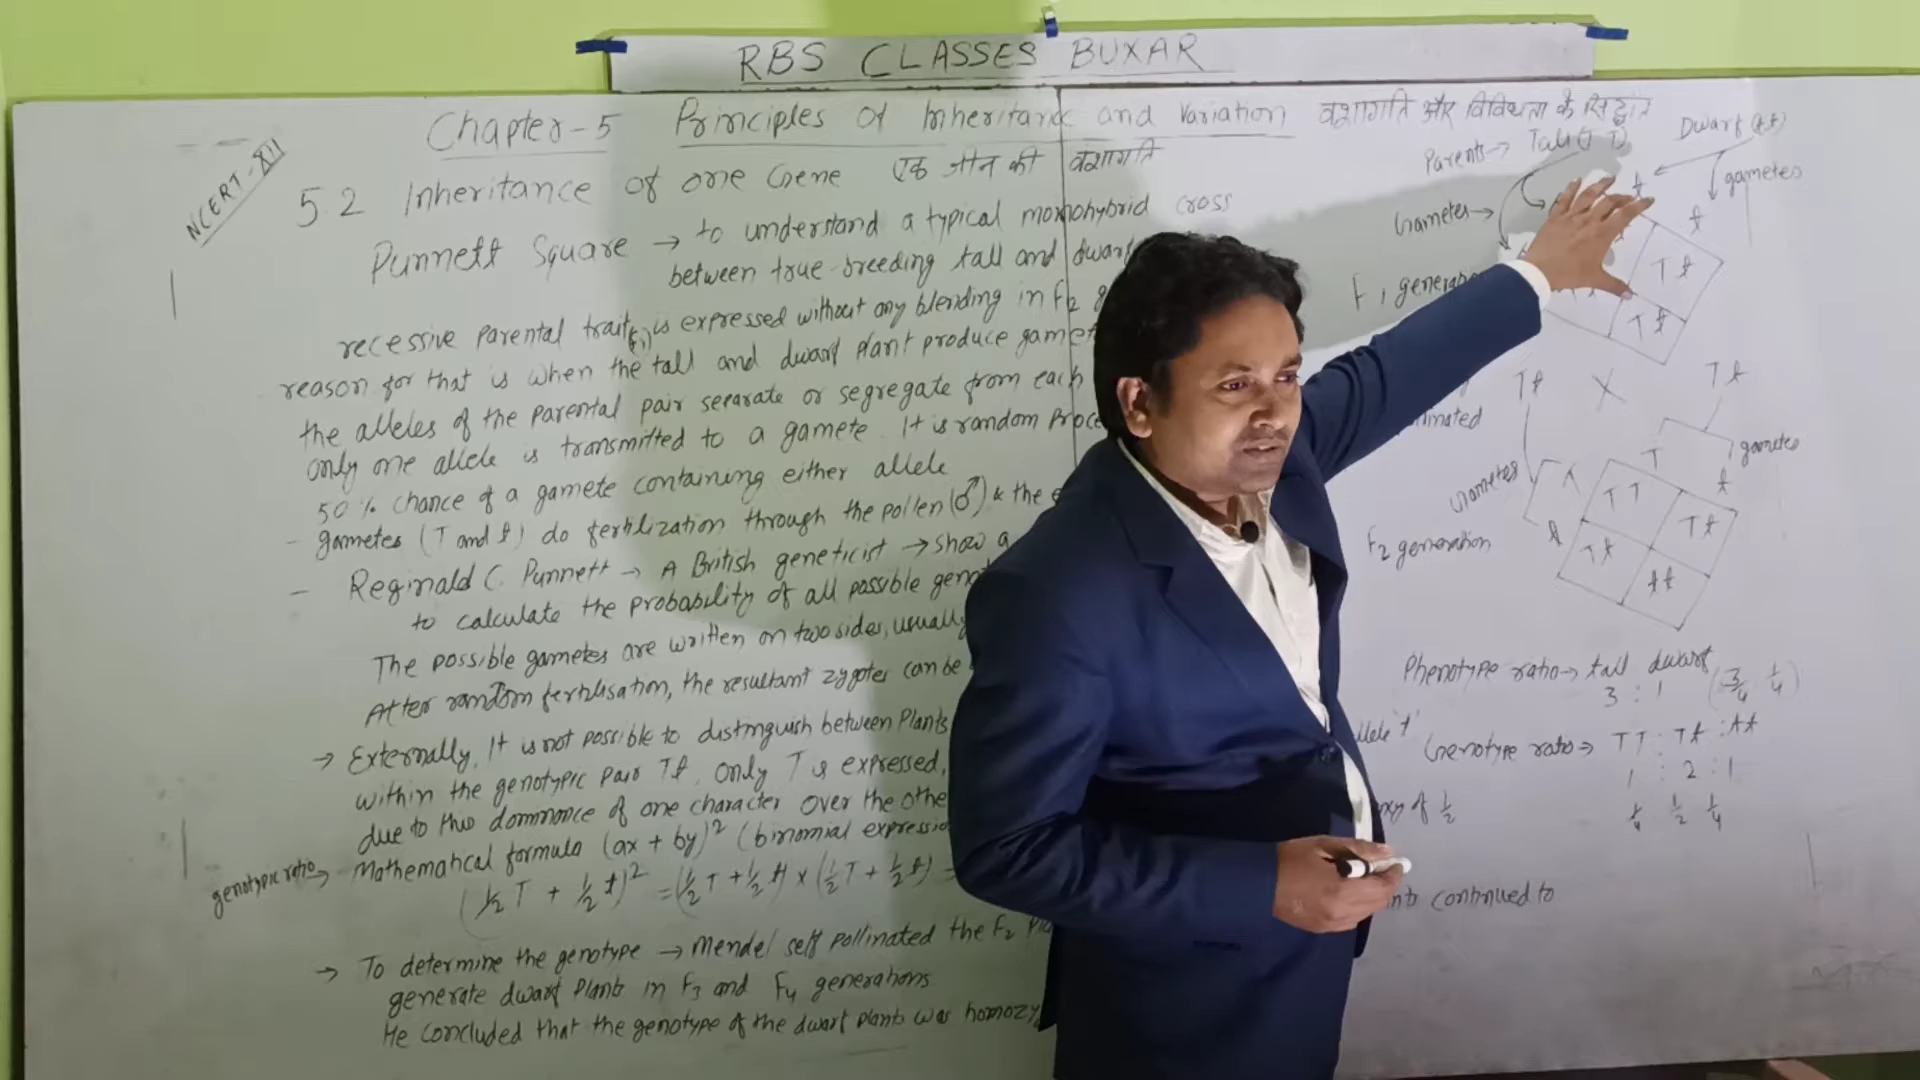 RBS CLASSES BUXAR
NCERT-XII
Chapter-5 Principles of Inheritance and Variation वंशागति और विविधता के सिद्धांत
5.2 Inheritance of one Gene एक जीन की वंशागति
Punnett Square → to understand a typical monohybrid cross
between true-breeding tall and dwarf
recessive parental trait is expressed without any blending in F2
reason for that is when the tall and dwarf plant produce
the alleles of the parental pair separate or segregate from each
only one allele is transmitted to a gamete. It is random
50% chance of a gamete containing either allele
- gametes (T and t) do fertilization through the pollen (♂) & the
- Reginald C. Punnett → A British geneticist → show a
to calculate the probability of all possible
The possible gametes are written on two sides, usually
After random fertilisation, the resultant zygotes can be
→ Externally, It is not possible to distinguish between Plants
within the genotypic pair Tt, only T is expressed,
due to this dominance of one character over the other
genotypic ratio → Mathematical formula (ax + by)² (binomial
(½T + ½t)² = (½T + ½t) × (½T + ½t) =
→ To determine the genotype → Mendel self pollinated the F2
generate dwarf plants in F3 and F4 generations
He concluded that the genotype of the dwarf plants was
Parents → Tall (TT) Dwarf (tt)
gametes
Gametes →
t
t
F1
Tt
Tt
Tt X Tt
gametes
T
t
Gametes
T
t
TT
Tt
Tt
tt
F2 generation
Phenotype ratio → tall dwarf
3 : 1 (¾ ¼)
Genotype ratio → TT : Tt : tt
1 : 2 : 1
¼ ½ ¼
of ½
continued to